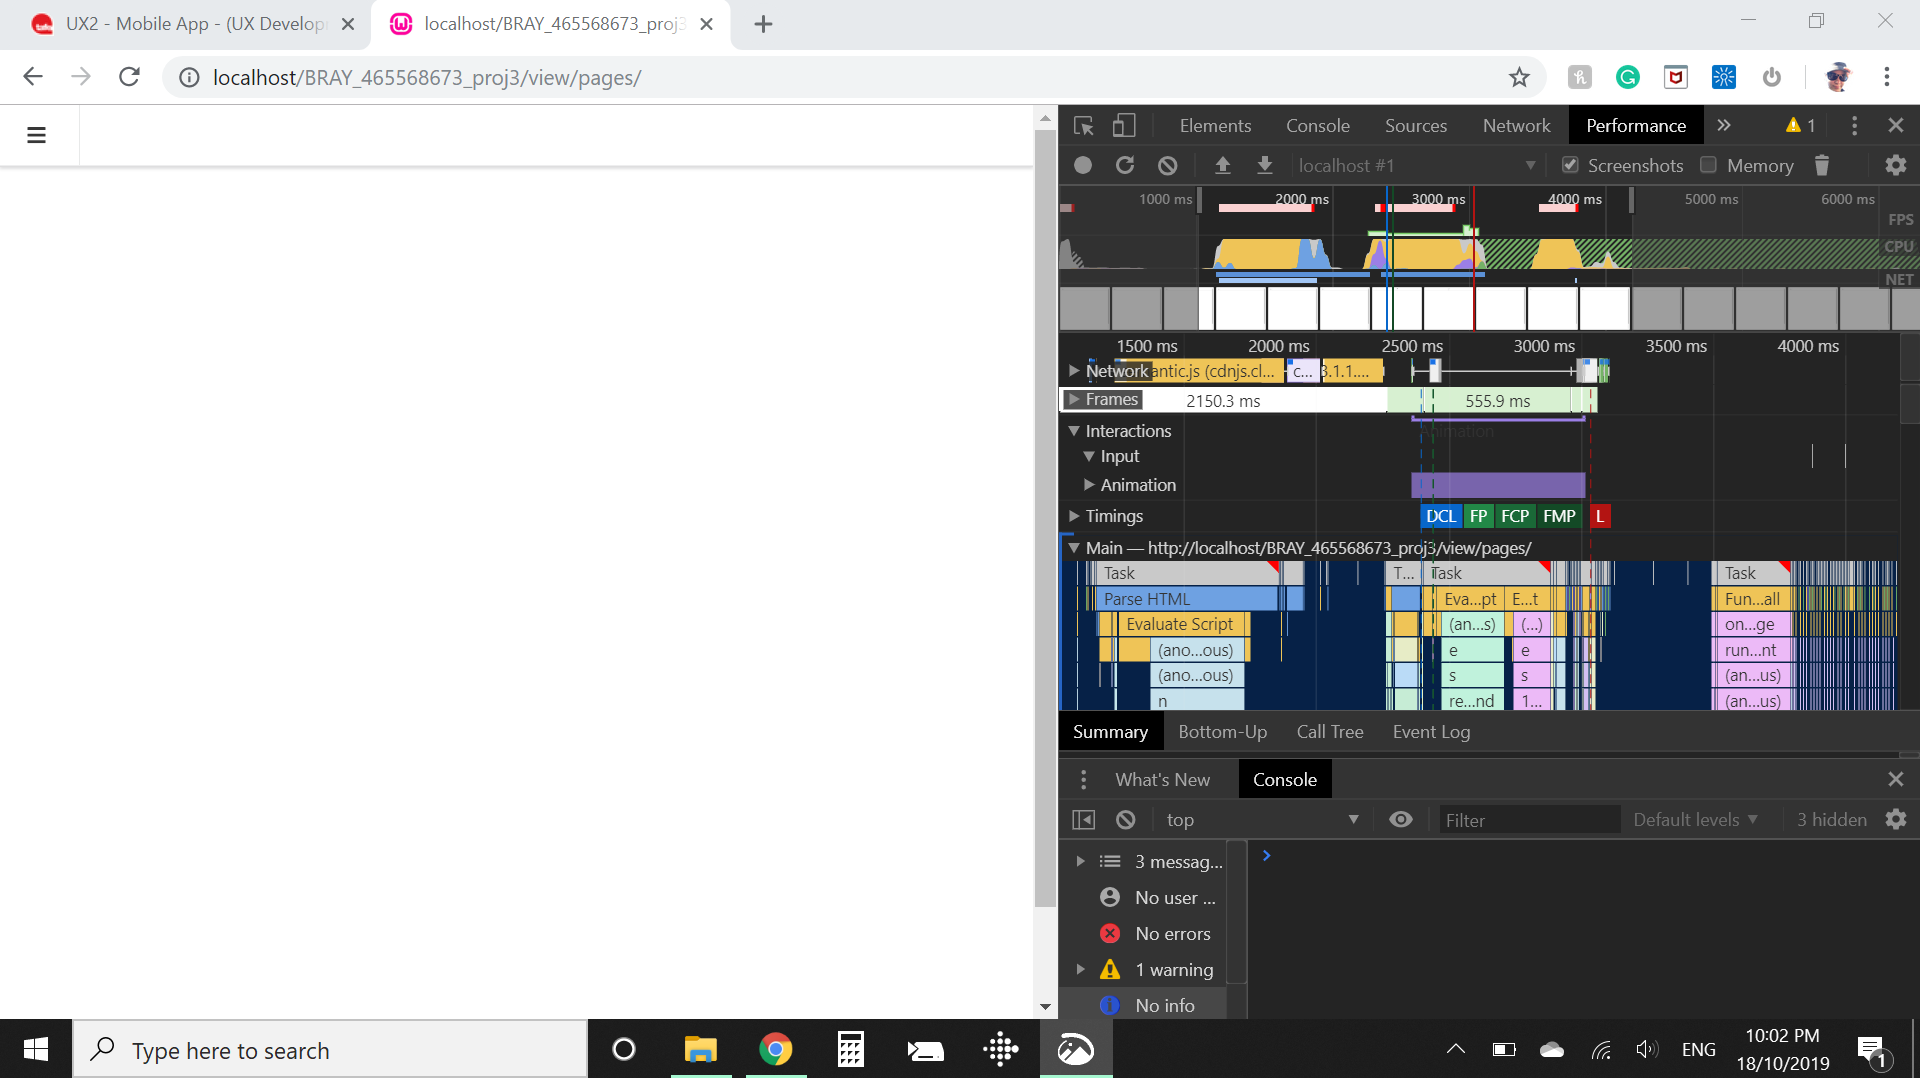 UX2 - Mobile App - (UX Develop
localhost/BRAY_465568673_proj3
localhost/BRAY_465568673_proj3/view/pages/
Elements Console Sources Network Performance 1
localhost #1 Screenshots Memory
1000 ms 2000 ms 3000 ms 4000 ms 5000 ms 6000 ms
FPS
CPU
NET
1500 ms 2000 ms 2500 ms 3000 ms 3500 ms 4000 ms
Network antic.js (cdnjs.cl... c... 3.1.1....
Frames 2150.3 ms 555.9 ms
Interactions Animation
Input
Animation
Timings DCL FP FCP FMP L
Main — http://localhost/BRAY_465568673_proj3/view/pages/
Task T... Task Task
Parse HTML Eva...pt E...t Fun...all
Evaluate Script (an...s) (...) on...ge
(ano...ous) e e run...nt
(ano...ous) s s (an...us)
n re...nd 1... (an...us)
Summary Bottom-Up Call Tree Event Log
What's New Console
top Filter Default levels 3 hidden
3 messag...
No user ...
No errors
1 warning
No info
Type here to search
ENG
10:02 PM
18/10/2019
1